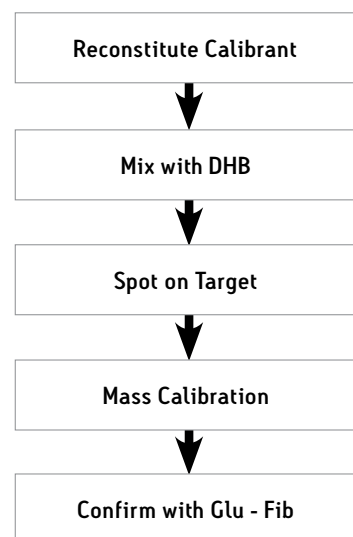 Reconstitute Calibrant
Mix with DHB
Spot on Target
Mass Calibration
Confirm with Glu - Fib